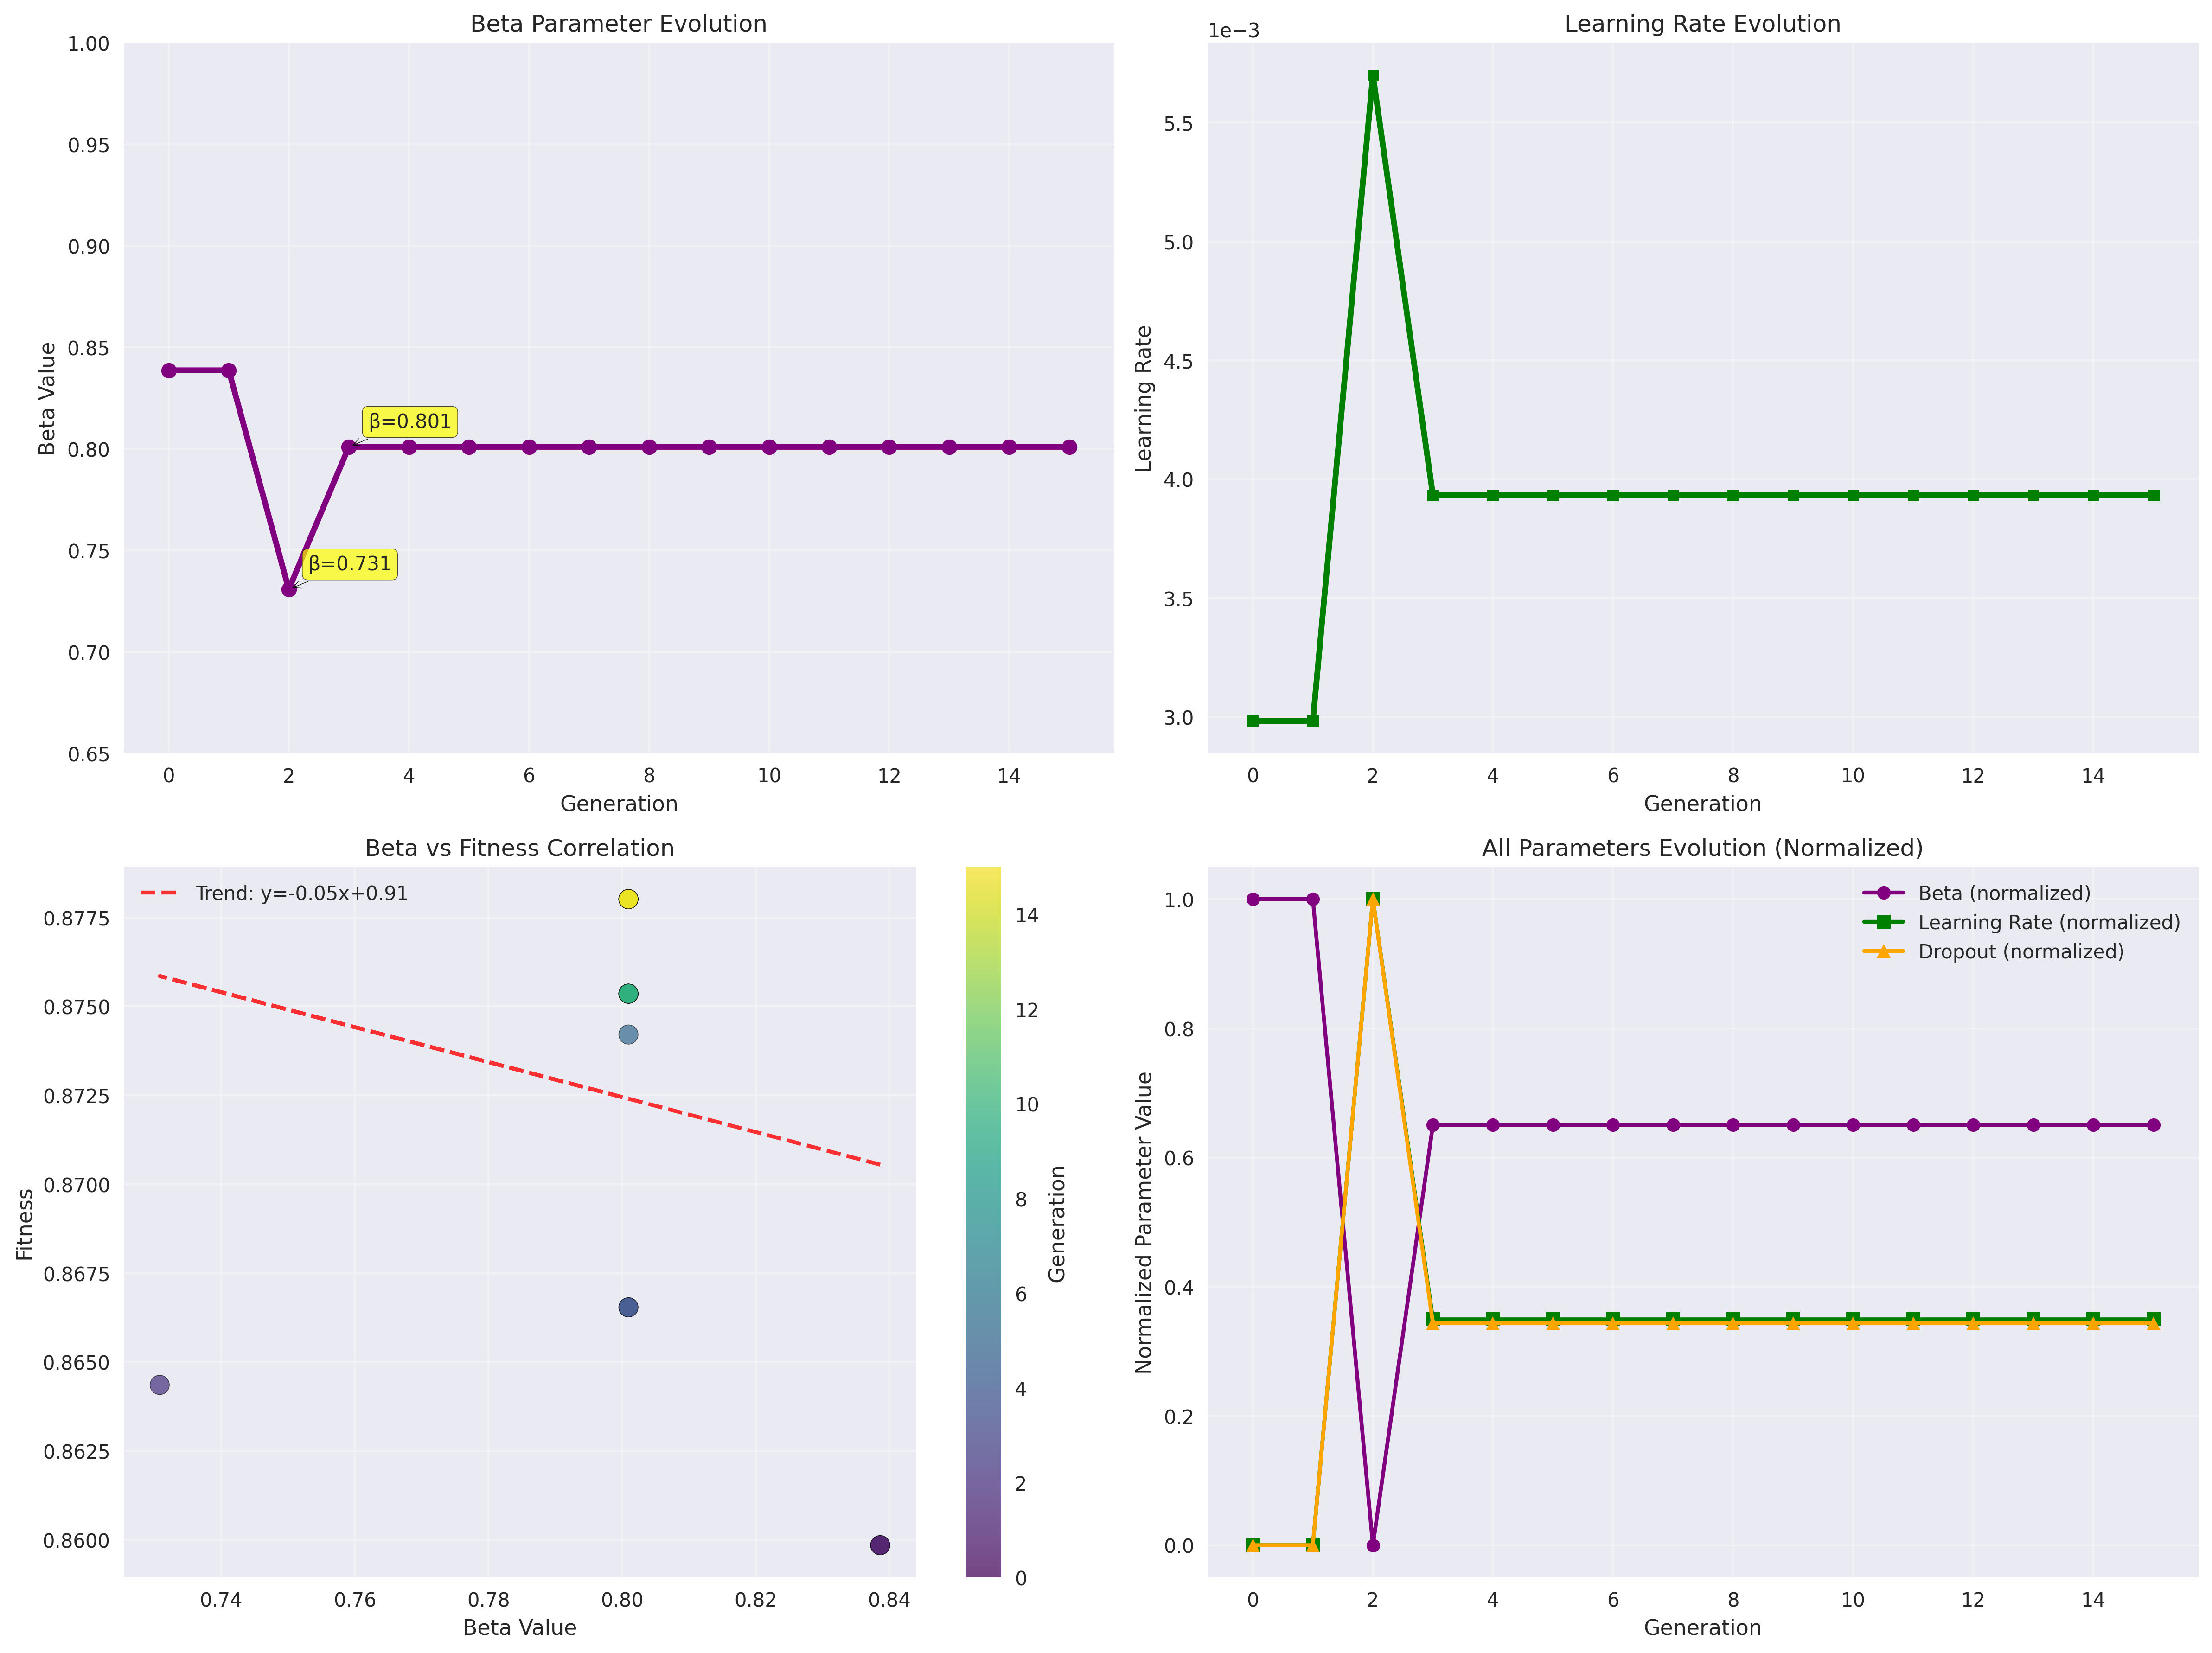 Beta Parameter Evolution
1.00
0.95
0.90
0.85
0.80
0.75
0.70
0.65
Beta Value
β=0.801
β=0.731
0 2 4 6 8 10 12 14
Generation
Learning Rate Evolution
1e−3
5.5
5.0
4.5
4.0
3.5
3.0
Learning Rate
0 2 4 6 8 10 12 14
Generation
Beta vs Fitness Correlation
Trend: y=-0.05x+0.91
0.8775
0.8750
0.8725
0.8700
0.8675
0.8650
0.8625
0.8600
Fitness
0.74 0.76 0.78 0.80 0.82 0.84
Beta Value
14
12
10
8
6
4
2
0
Generation
All Parameters Evolution (Normalized)
Beta (normalized)
Learning Rate (normalized)
Dropout (normalized)
1.0
0.8
0.6
0.4
0.2
0.0
Normalized Parameter Value
0 2 4 6 8 10 12 14
Generation